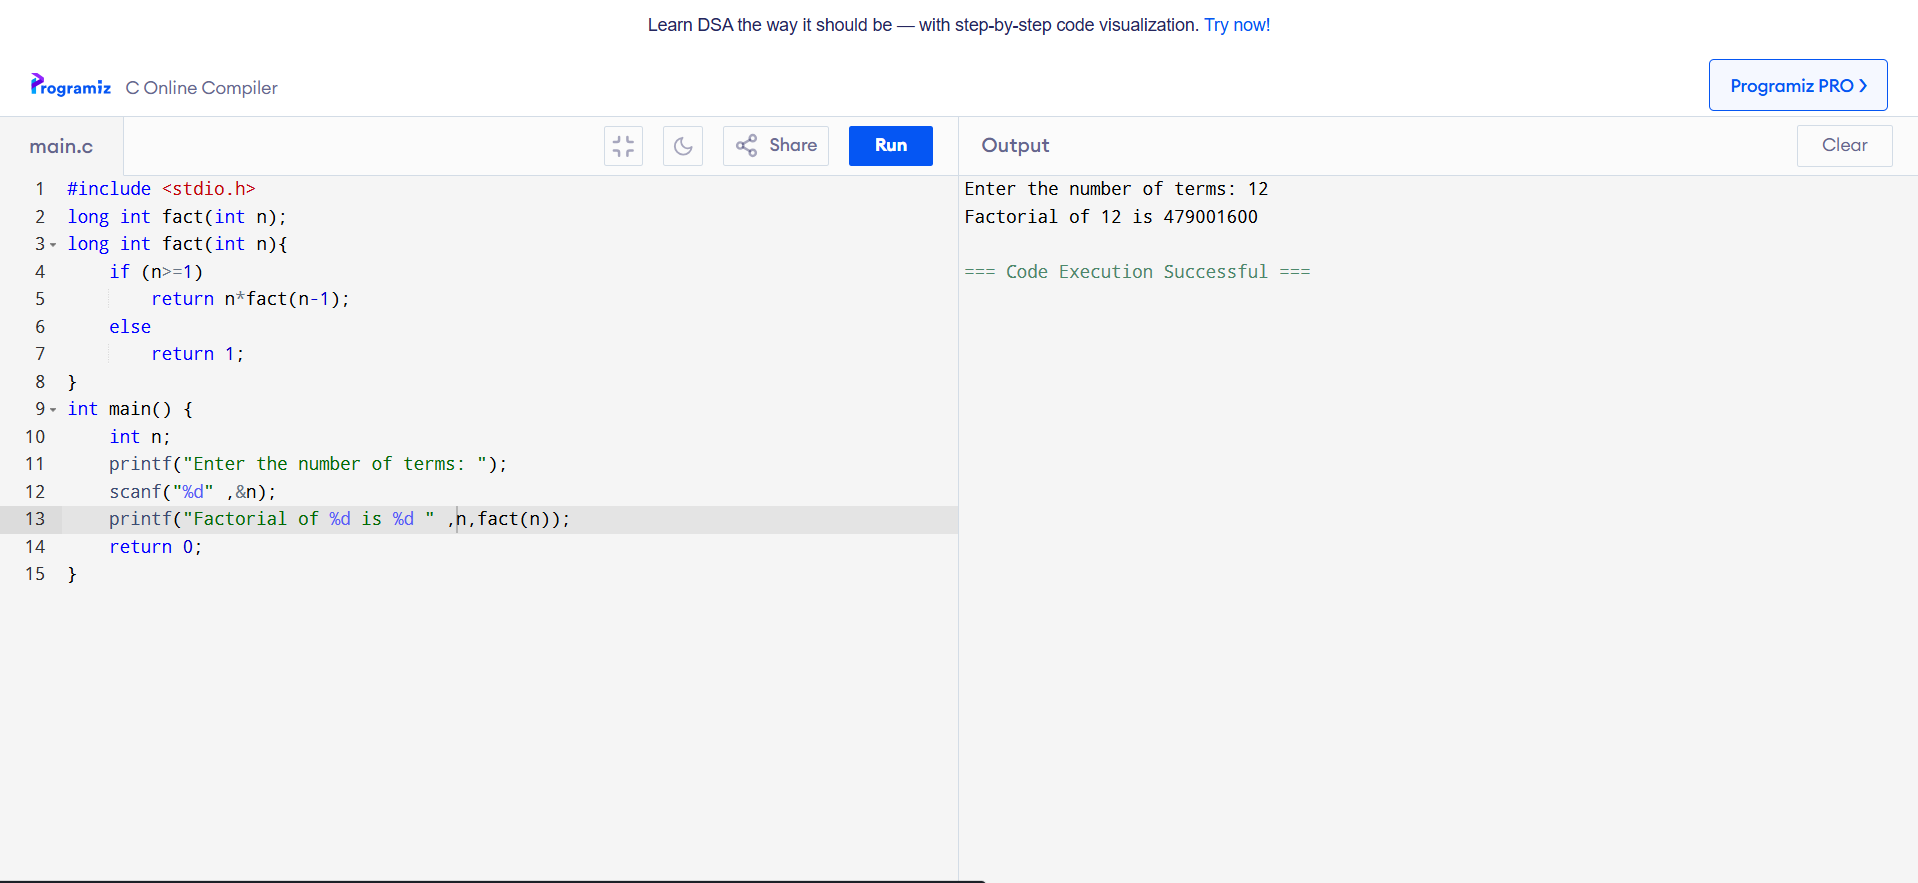 Learn DSA the way it should be — with step-by-step code visualization. Try now!
Programiz C Online Compiler
Programiz PRO ❯
main.c
Share
Run
Output
Clear
1 #include <stdio.h>
2 long int fact(int n);
3 long int fact(int n){
4     if (n>=1)
5         return n*fact(n-1);
6     else
7         return 1;
8 }
9 int main() {
10     int n;
11     printf("Enter the number of terms: ");
12     scanf("%d" ,&n);
13     printf("Factorial of %d is %d " ,n,fact(n));
14     return 0;
15 }
Enter the number of terms: 12
Factorial of 12 is 479001600
=== Code Execution Successful ===